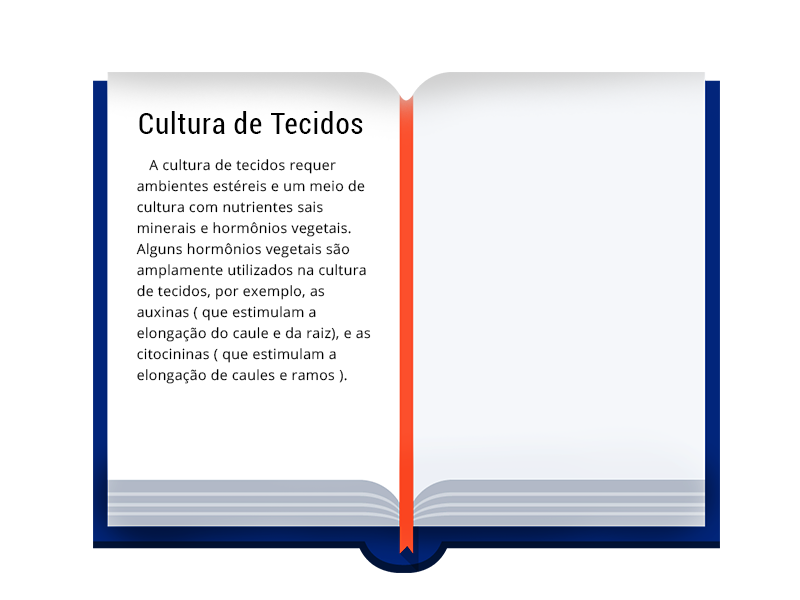 Cultura de Tecidos
A cultura de tecidos requer
ambientes estéreis e um meio de
cultura com nutrientes sais
minerais e hormônios vegetais.
Alguns hormônios vegetais são
amplamente utilizados na cultura
de tecidos, por exemplo, as
auxinas ( que estimulam a
elongação do caule e da raiz), e as
citocininas ( que estimulam a
elongação de caules e ramos ).